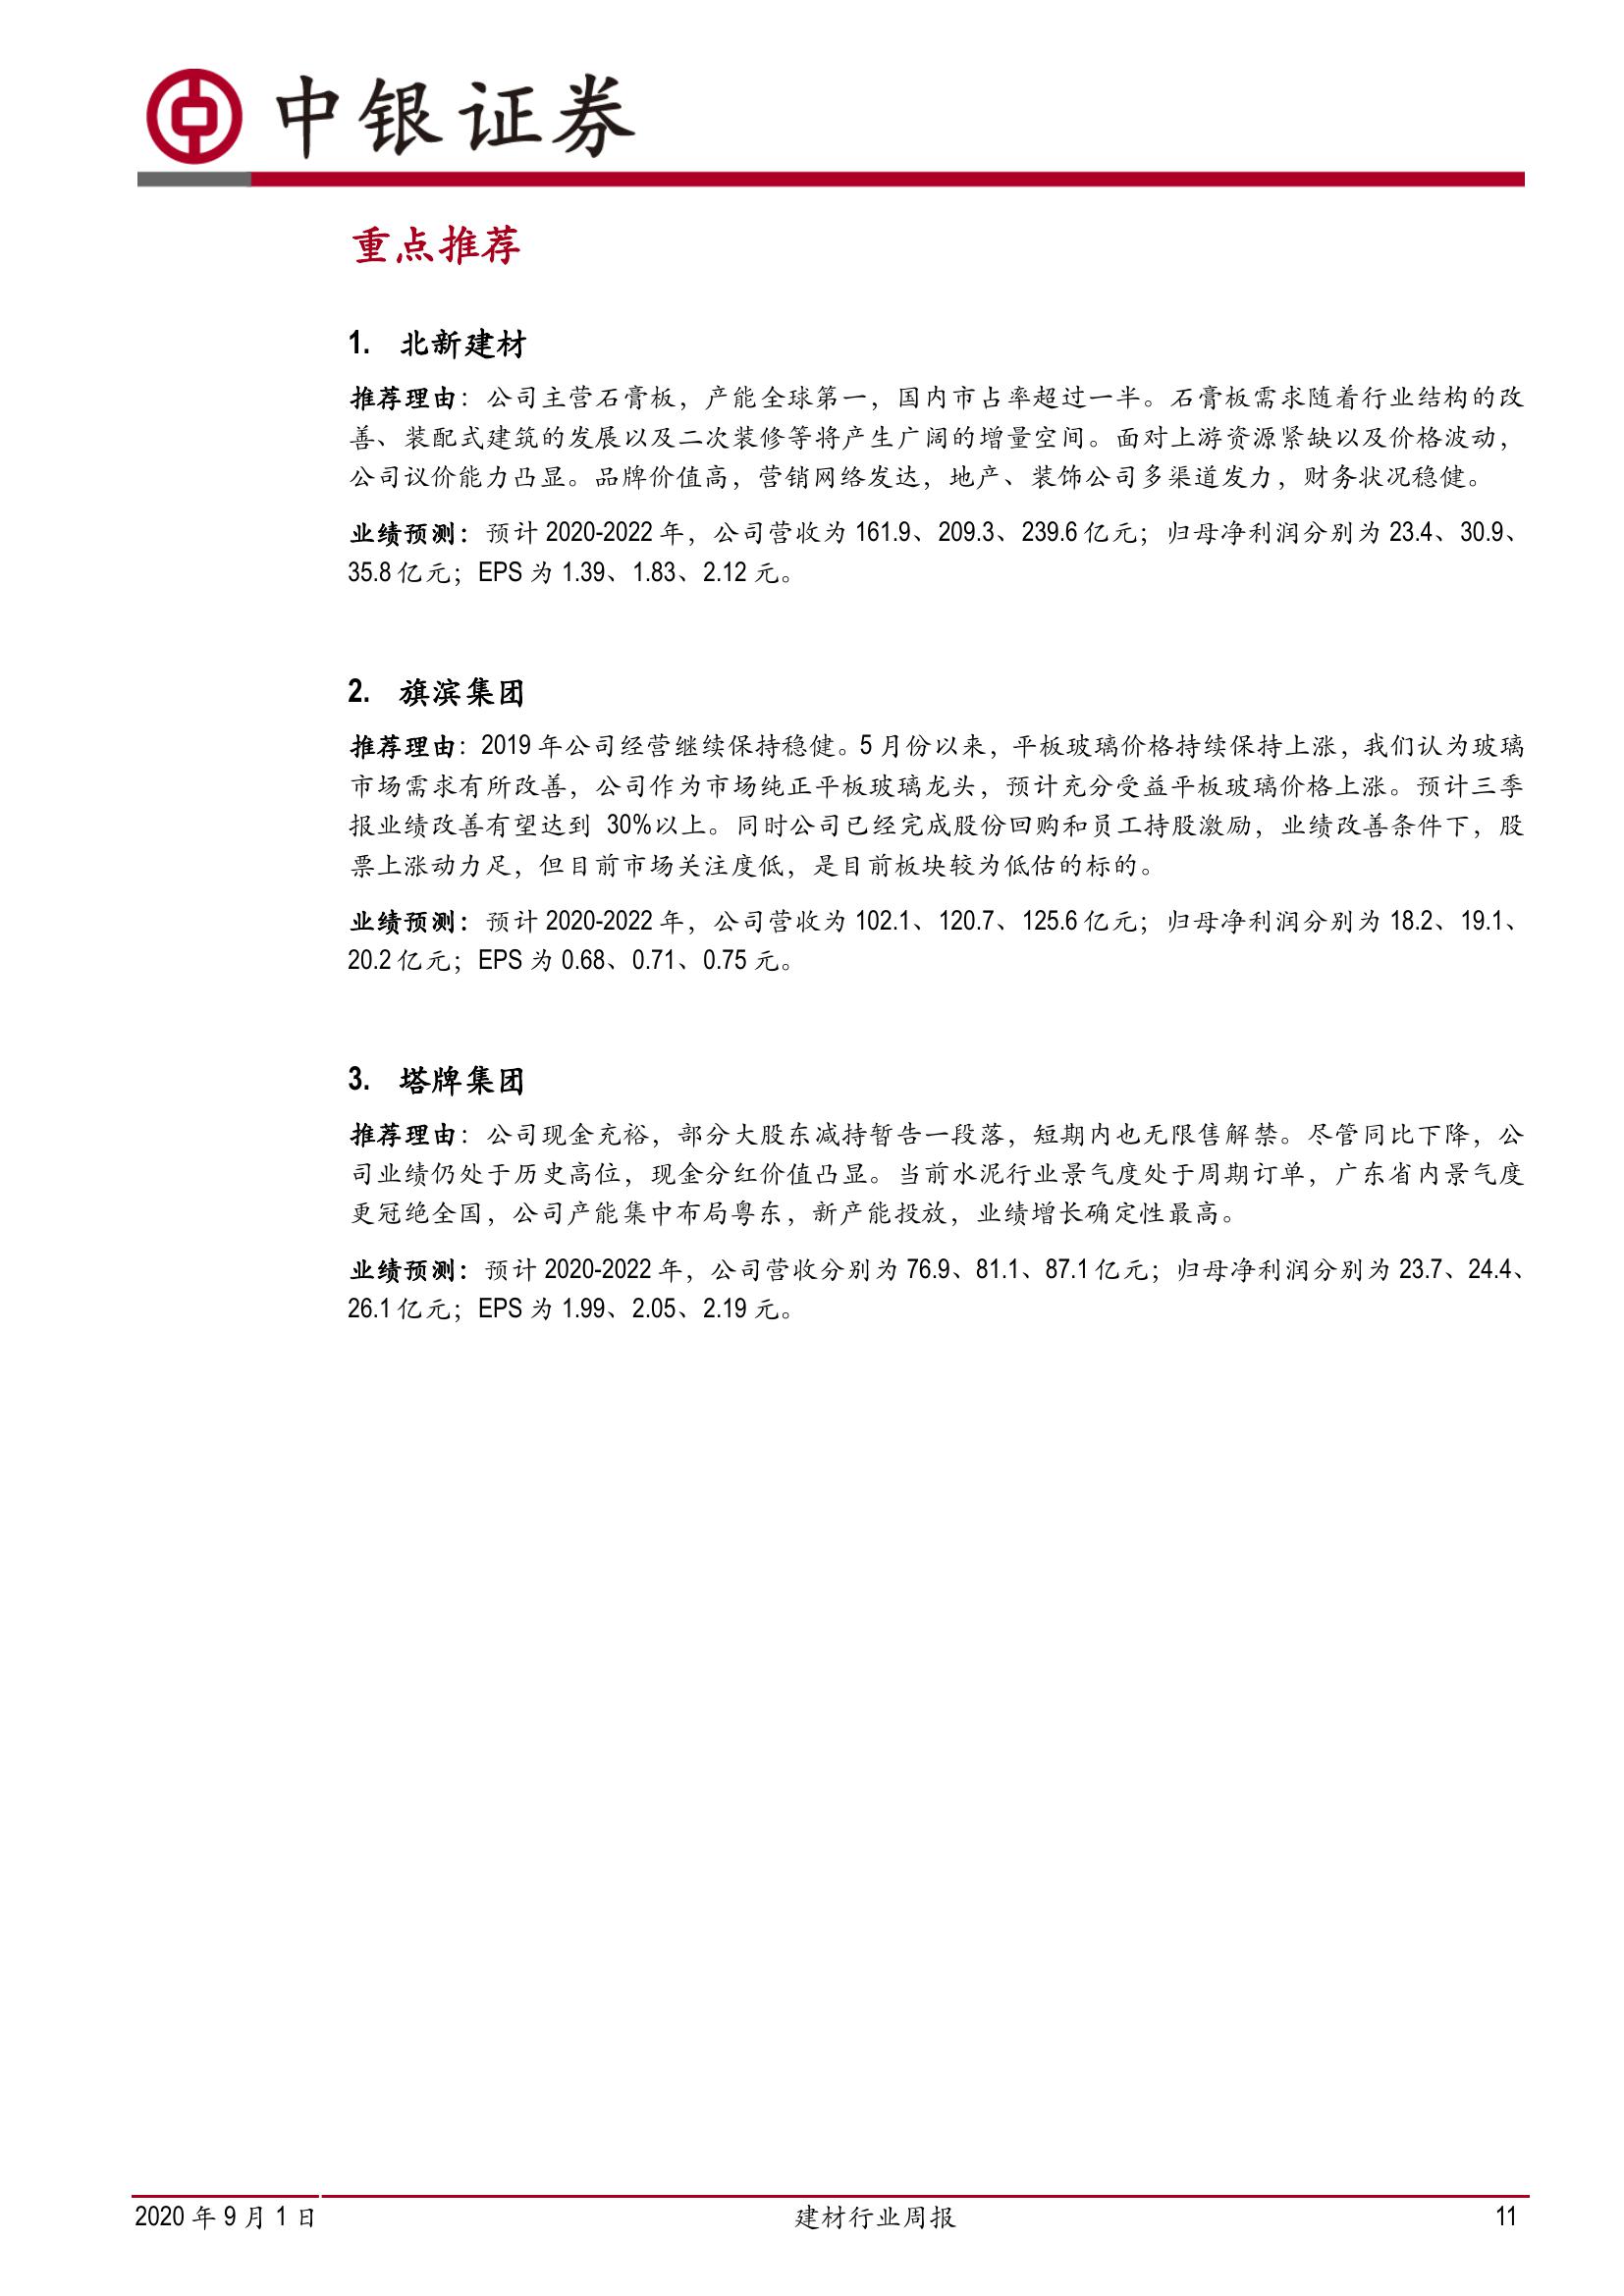 中银证券
重点推荐
1. 北新建材
推荐理由：公司主营石膏板，产能全球第一，国内市占率超过一半。石膏板需求随着行业结构的改
善、装配式建筑的发展以及二次装修等将产生广阔的增量空间。面对上游资源紧缺以及价格波动，
公司议价能力凸显。品牌价值高，营销网络发达，地产、装饰公司多渠道发力，财务状况稳健。
业绩预测：预计 2020-2022 年，公司营收为 161.9、209.3、239.6 亿元；归母净利润分别为 23.4、30.9、
35.8 亿元；EPS 为 1.39、1.83、2.12 元。
2. 旗滨集团
推荐理由：2019 年公司经营继续保持稳健。5 月份以来，平板玻璃价格持续保持上涨，我们认为玻璃
市场需求有所改善，公司作为市场纯正平板玻璃龙头，预计充分受益平板玻璃价格上涨。预计三季
报业绩改善有望达到 30%以上。同时公司已经完成股份回购和员工持股激励，业绩改善条件下，股
票上涨动力足，但目前市场关注度低，是目前板块较为低估的标的。
业绩预测：预计 2020-2022 年，公司营收为 102.1、120.7、125.6 亿元；归母净利润分别为 18.2、19.1、
20.2 亿元；EPS 为 0.68、0.71、0.75 元。
3. 塔牌集团
推荐理由：公司现金充裕，部分大股东减持暂告一段落，短期内也无限售解禁。尽管同比下降，公
司业绩仍处于历史高位，现金分红价值凸显。当前水泥行业景气度处于周期订单，广东省内景气度
更冠绝全国，公司产能集中布局粤东，新产能投放，业绩增长确定性最高。
业绩预测：预计 2020-2022 年，公司营收分别为 76.9、81.1、87.1 亿元；归母净利润分别为 23.7、24.4、
26.1 亿元；EPS 为 1.99、2.05、2.19 元。
2020 年 9 月 1 日 建材行业周报 11